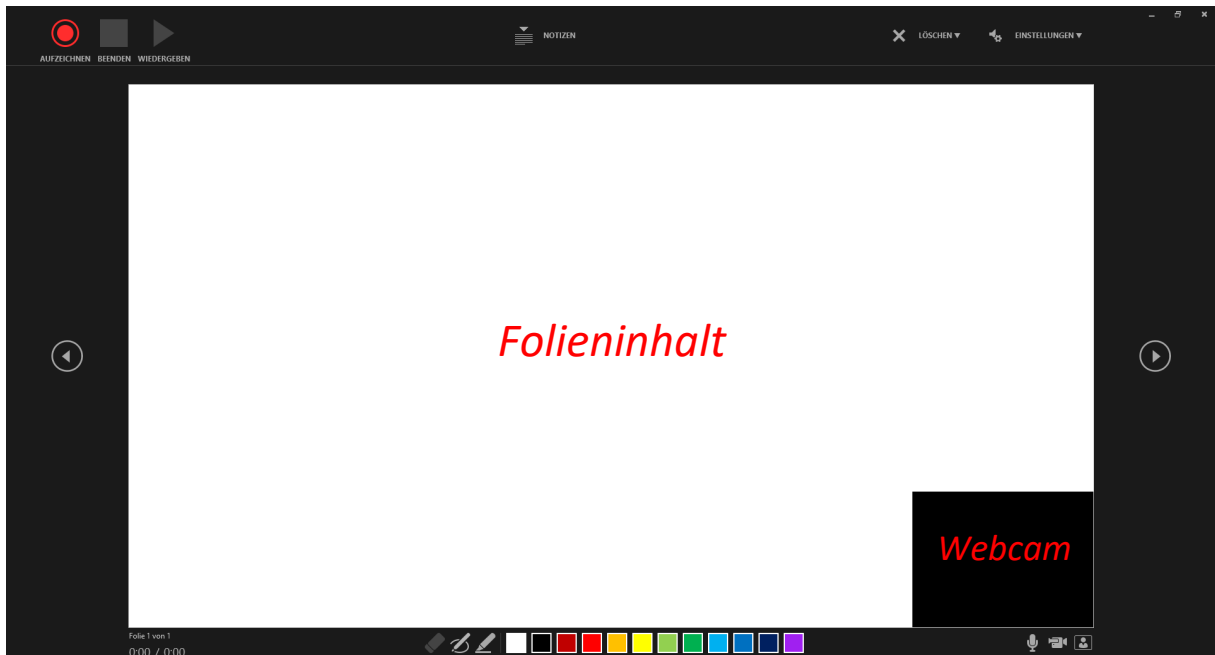 AUFZEICHNEN BEENDEN WIEDERGEBEN
NOTIZEN
LÖSCHEN
EINSTELLUNGEN
Folieninhalt
Webcam
Folie 1 von 1
0:00 / 0:00